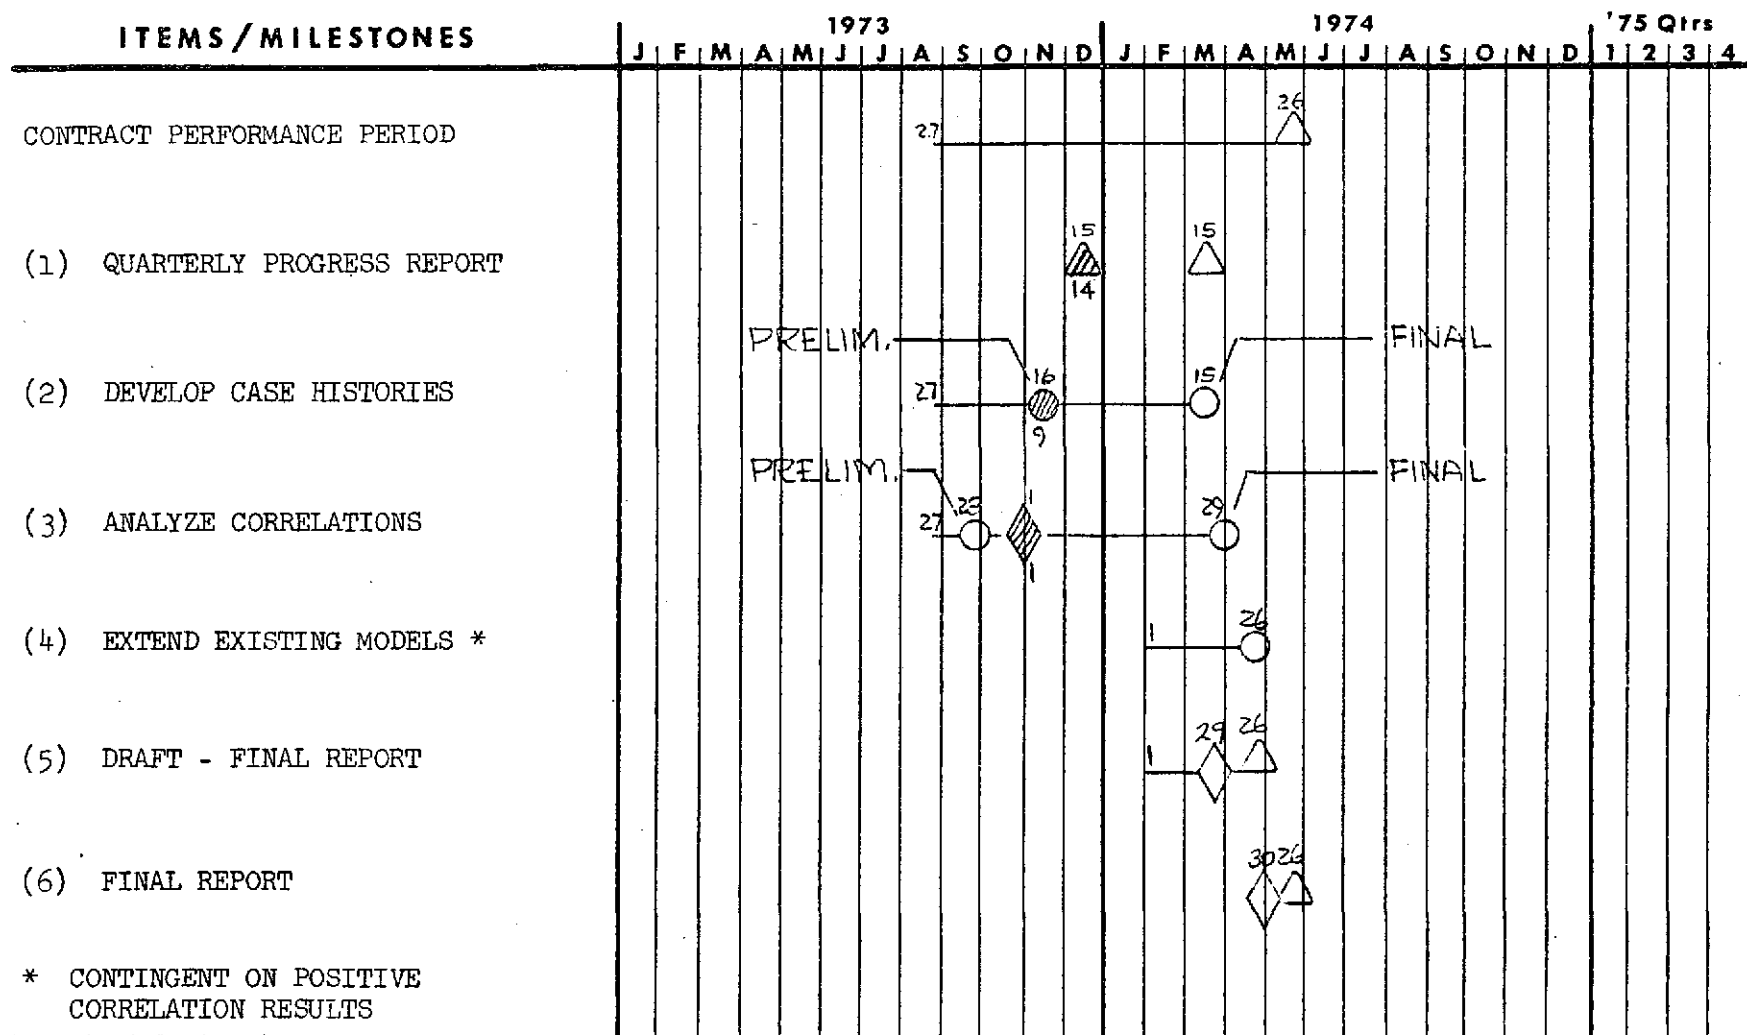 ITEMS/MILESTONES 1973 1974 '75 Qtrs
J F M A M J J A S O N D J F M A M J J A S O N D 1 2 3 4
CONTRACT PERFORMANCE PERIOD 27 26
(1) QUARTERLY PROGRESS REPORT 15 15
14
PRELIM. FINAL
(2) DEVELOP CASE HISTORIES 27 16 15
9
PRELIM. FINAL
(3) ANALYZE CORRELATIONS 27 1 29
1
(4) EXTEND EXISTING MODELS * 1 26
(5) DRAFT - FINAL REPORT 1 29 26
(6) FINAL REPORT 30 26
* CONTINGENT ON POSITIVE
CORRELATION RESULTS